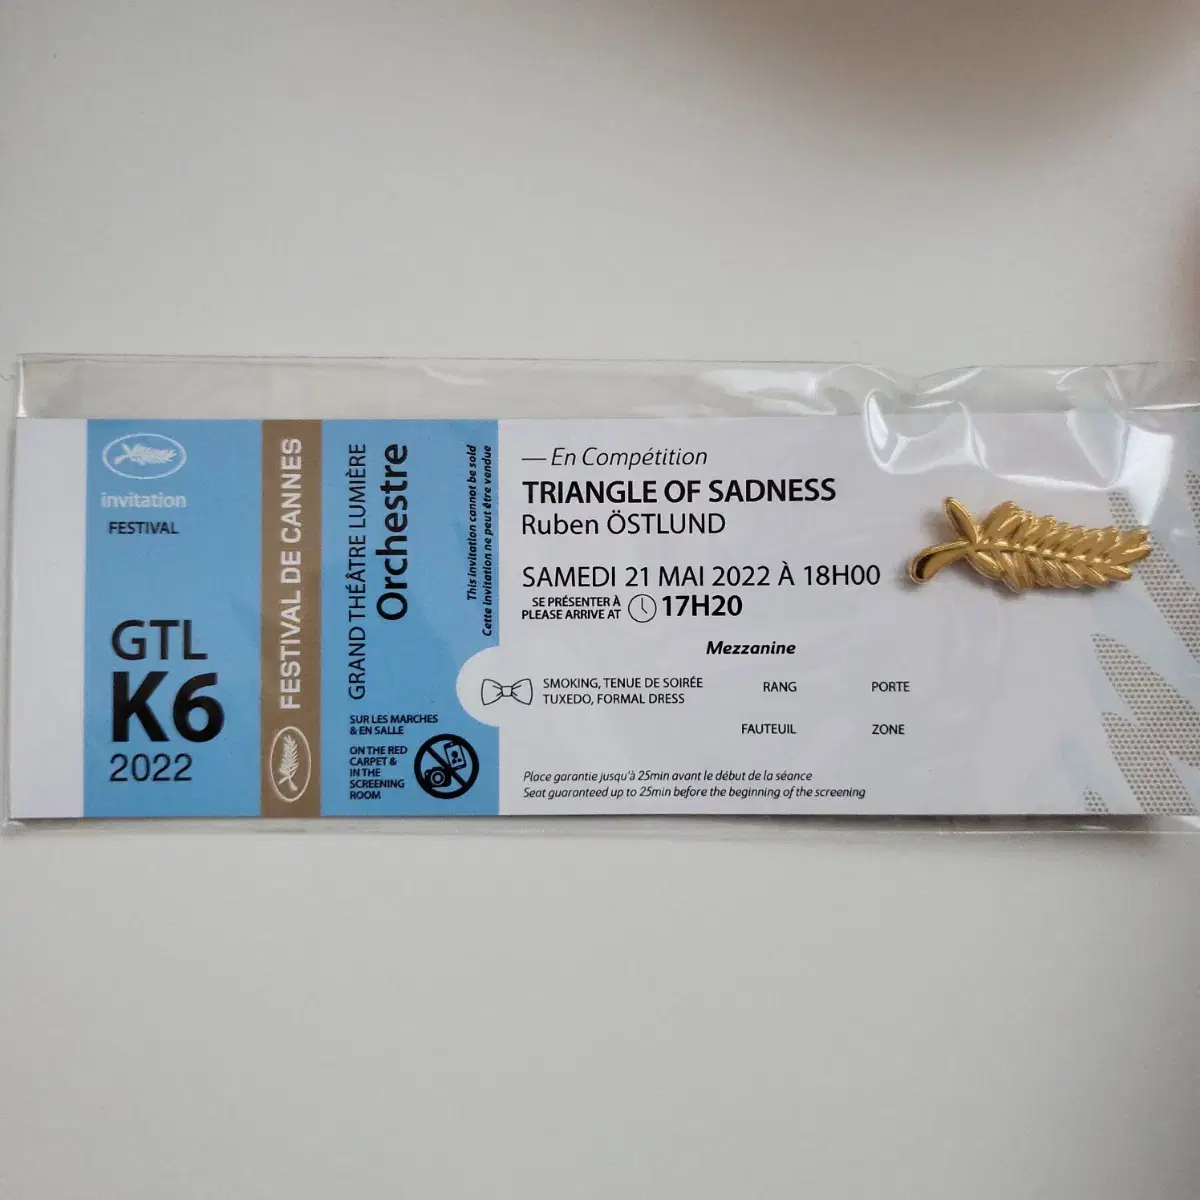 invitation
FESTIVAL
GTL
K6
2022
FESTIVAL DE CANNES
GRAND THÉÂTRE LUMIÈRE
Orchestre
This invitation cannot be sold
Cette invitation ne peut être vendue
SUR LES MARCHES
& EN SALLE
ON THE RED
CARPET &
IN THE
SCREENING
ROOM
— En Compétition
TRIANGLE OF SADNESS
Ruben ÖSTLUND
SAMEDI 21 MAI 2022 À 18H00
SE PRÉSENTER À
PLEASE ARRIVE AT
17H20
Mezzanine
SMOKING, TENUE DE SOIRÉE
TUXEDO, FORMAL DRESS
RANG
PORTE
FAUTEUIL
ZONE
Place garantie jusqu'à 25min avant le début de la séance
Seat guaranteed up to 25min before the beginning of the screening